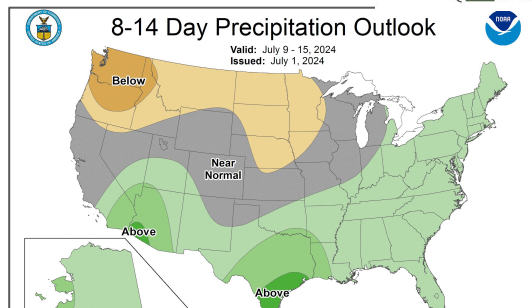 8-14 Day Precipitation Outlook
NOAA
Valid: July 9 - 15, 2024
Issued: July 1, 2024
Below
Near
Normal
Above
Above